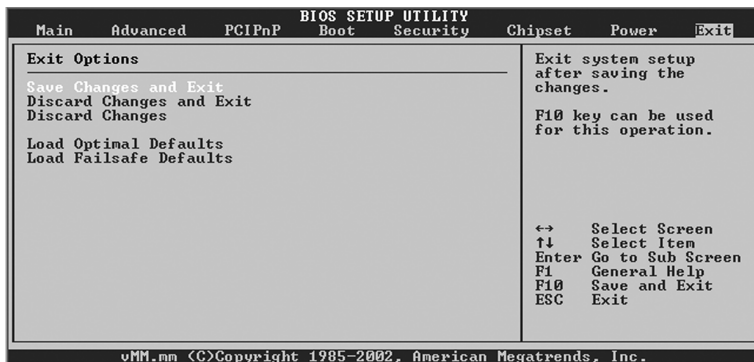 BIOS SETUP UTILITY
Main Advanced PCIPnP Boot Security Chipset Power Exit
Exit Options
Save Changes and Exit
Discard Changes and Exit
Discard Changes
Load Optimal Defaults
Load Failsafe Defaults
Exit system setup
after saving the
changes.
F10 key can be used
for this operation.
←→ Select Screen
↑↓ Select Item
Enter Go to Sub Screen
F1 General Help
F10 Save and Exit
ESC Exit
vMM.mm (C)Copyright 1985-2002, American Megatrends, Inc.